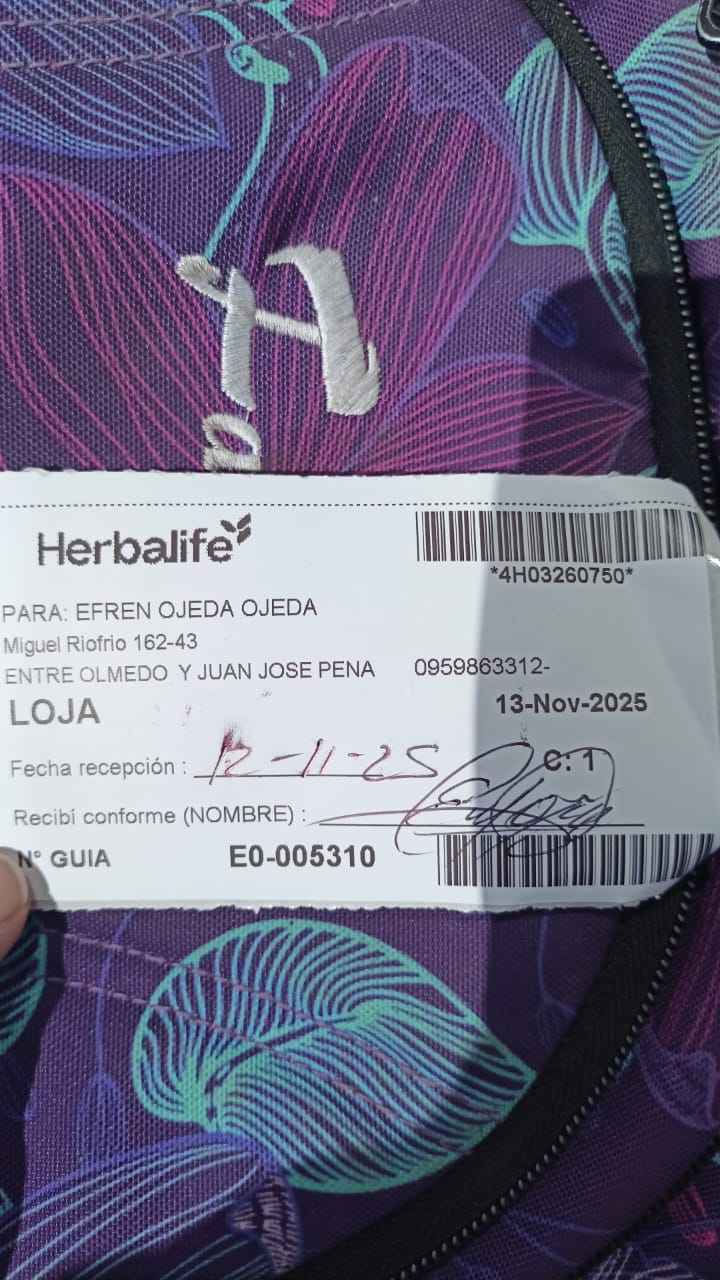 Ha
Herbalife
*4H03260750*
PARA: EFREN OJEDA OJEDA
Miguel Riofrio 162-43
ENTRE OLMEDO Y JUAN JOSE PENA 0959863312-
LOJA 13-Nov-2025
Fecha recepción : 12-11-25 C: 1
Recibí conforme (NOMBRE) :
N° GUIA E0-005310